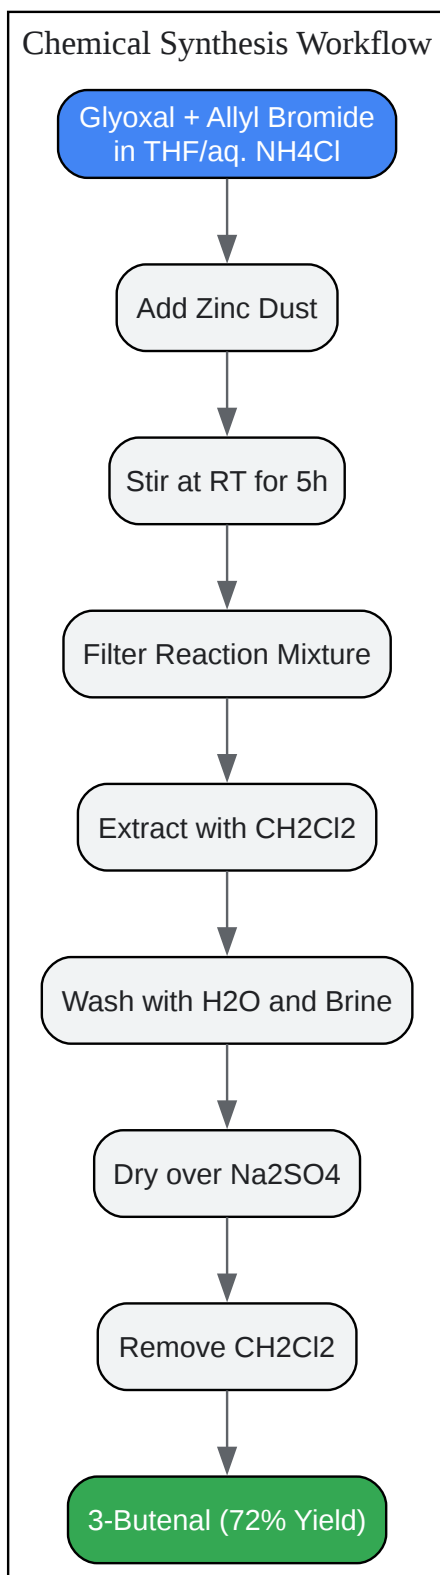 Chemical Synthesis Workflow
Glyoxal + Allyl Bromide
in THF/aq. NH4Cl
Add Zinc Dust
Stir at RT for 5h
Filter Reaction Mixture
Extract with CH2Cl2
Wash with H2O and Brine
Dry over Na2SO4
Remove CH2Cl2
3-Butenal (72% Yield)